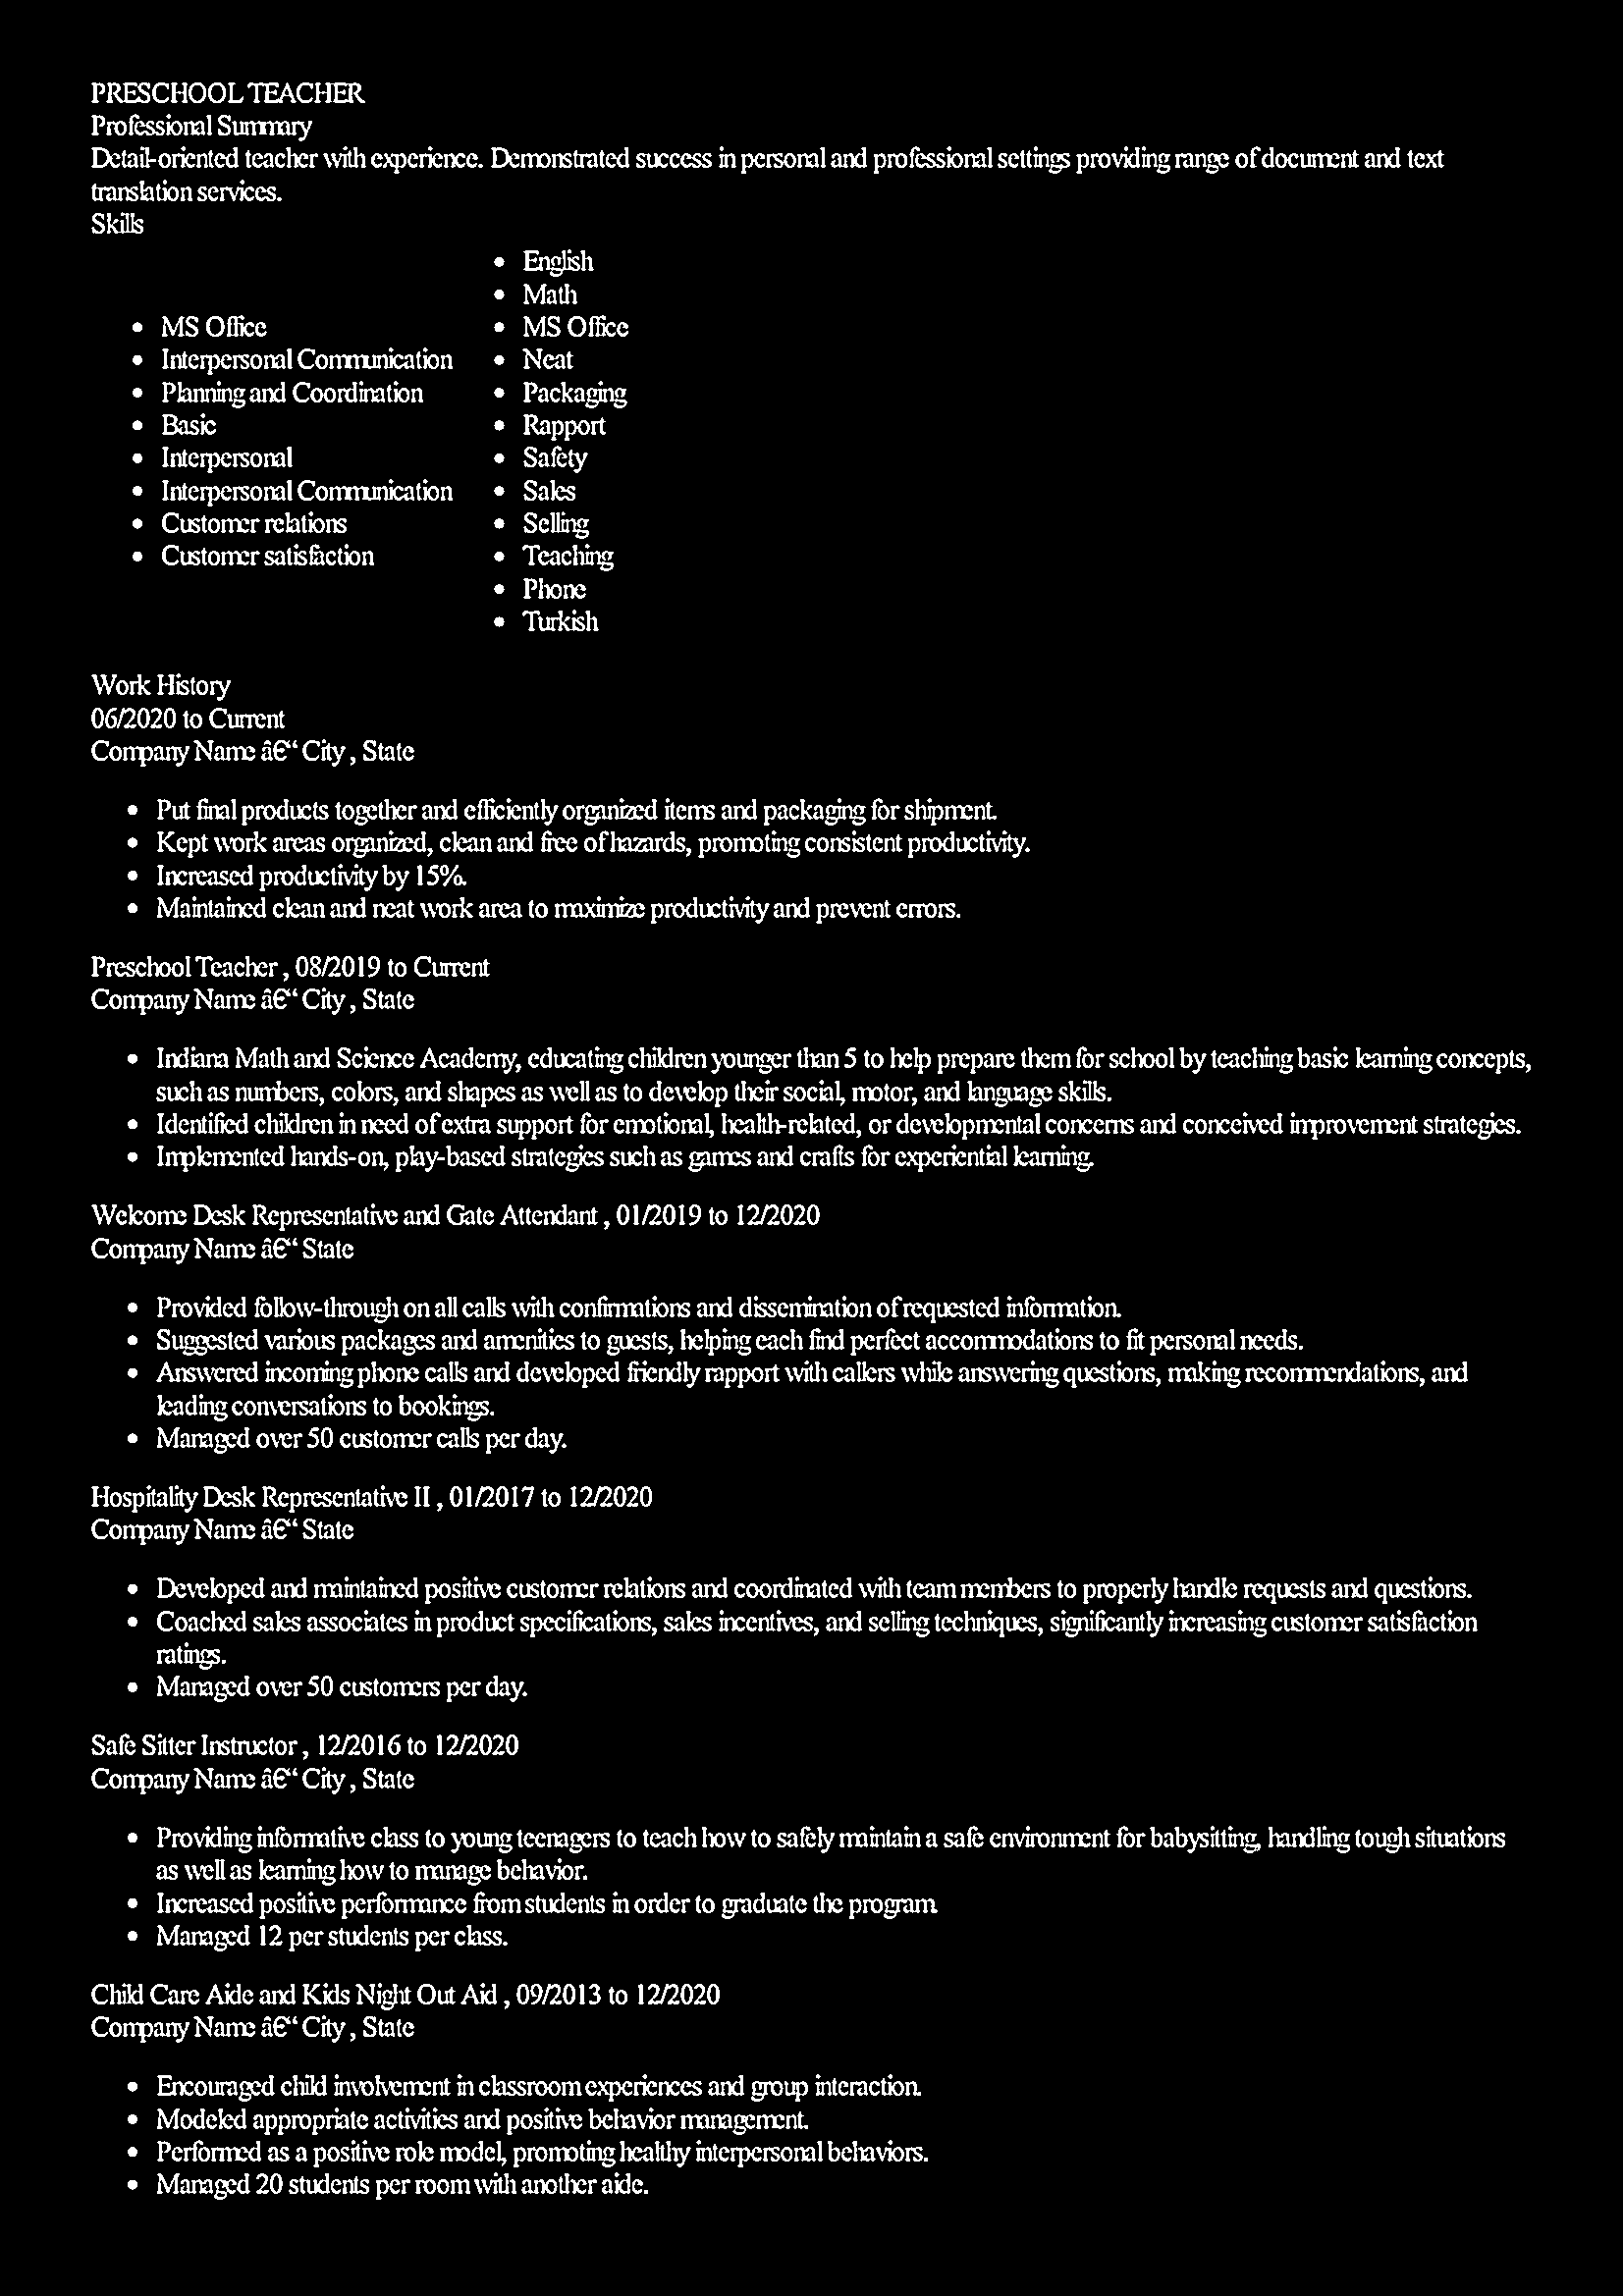 PRESCHOOL TEACHER
Professional Summary
Detail-oriented teacher with experience. Demonstrated success in personal and professional settings providing range of document and text
translation services.
Skills
• MS Office
• Interpersonal Communication
• Planning and Coordination
• Basic
• Interpersonal
• Interpersonal Communication
• Customer relations
• Customer satisfaction
• English
• Math
• MS Office
• Neat
• Packaging
• Rapport
• Safety
• Sales
• Selling
• Teaching
• Phone
• Turkish
Work History
06/2020 to Current
Company Name â€“ City , State
• Put final products together and efficiently organized items and packaging for shipment.
• Kept work areas organized, clean and free of hazards, promoting consistent productivity.
• Increased productivity by 15%.
• Maintained clean and neat work area to maximize productivity and prevent errors.
Preschool Teacher , 08/2019 to Current
Company Name â€“ City , State
• Indiana Math and Science Academy, educating children younger than 5 to help prepare them for school by teaching basic learning concepts,
such as numbers, colors, and shapes as well as to develop their social, motor, and language skills.
• Identified children in need of extra support for emotional, health-related, or developmental concerns and conceived improvement strategies.
• Implemented hands-on, play-based strategies such as games and crafts for experiential learning.
Welcome Desk Representative and Gate Attendant , 01/2019 to 12/2020
Company Name â€“ State
• Provided follow-through on all calls with confirmations and dissemination of requested information.
• Suggested various packages and amenities to guests, helping each find perfect accommodations to fit personal needs.
• Answered incoming phone calls and developed friendly rapport with callers while answering questions, making recommendations, and
leading conversations to bookings.
• Managed over 50 customer calls per day.
Hospitality Desk Representative II , 01/2017 to 12/2020
Company Name â€“ State
• Developed and maintained positive customer relations and coordinated with team members to properly handle requests and questions.
• Coached sales associates in product specifications, sales incentives, and selling techniques, significantly increasing customer satisfaction
ratings.
• Managed over 50 customers per day.
Safe Sitter Instructor , 12/2016 to 12/2020
Company Name â€“ City , State
• Providing informative class to young teenagers to teach how to safely maintain a safe environment for babysitting, handling tough situations
as well as learning how to manage behavior.
• Increased positive performance from students in order to graduate the program.
• Managed 12 per students per class.
Child Care Aide and Kids Night Out Aid , 09/2013 to 12/2020
Company Name â€“ City , State
• Encouraged child involvement in classroom experiences and group interaction.
• Modeled appropriate activities and positive behavior management.
• Performed as a positive role model, promoting healthy interpersonal behaviors.
• Managed 20 students per room with another aide.